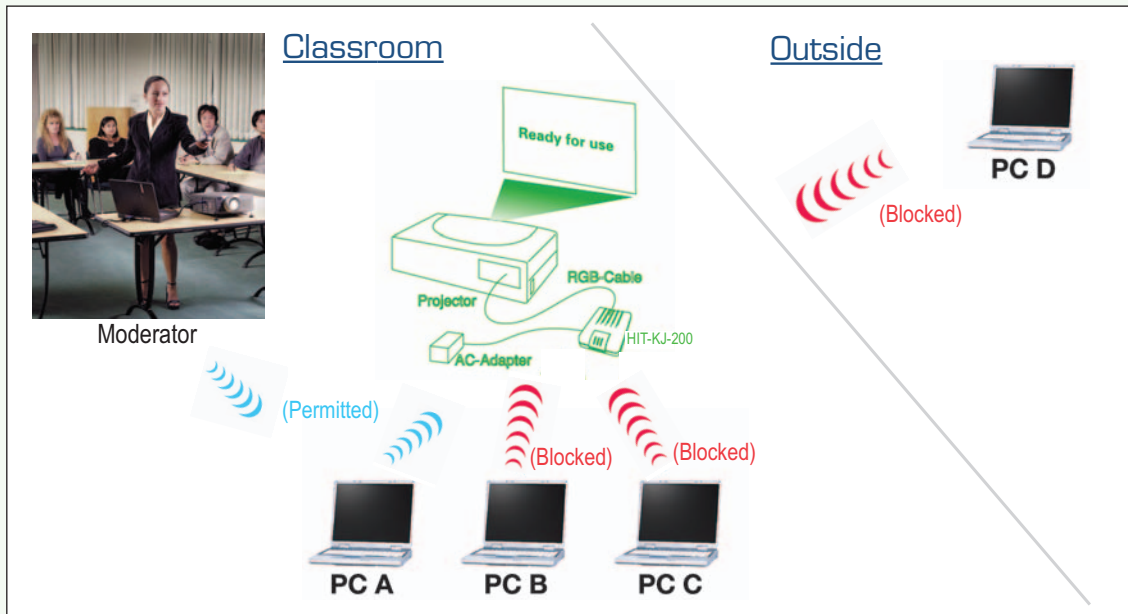 Classroom
Outside
Ready for use
PC D
(Blocked)
RGB-Cable
Projector
Moderator
HIT-KJ-200
AC-Adapter
(Permitted)
(Blocked)
(Blocked)
PC A
PC B
PC C